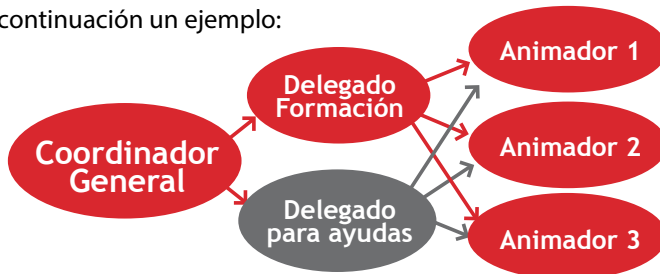 continuación un ejemplo:
Coordinador
General
Delegado
Formación
Delegado
para ayudas
Animador 1
Animador 2
Animador 3